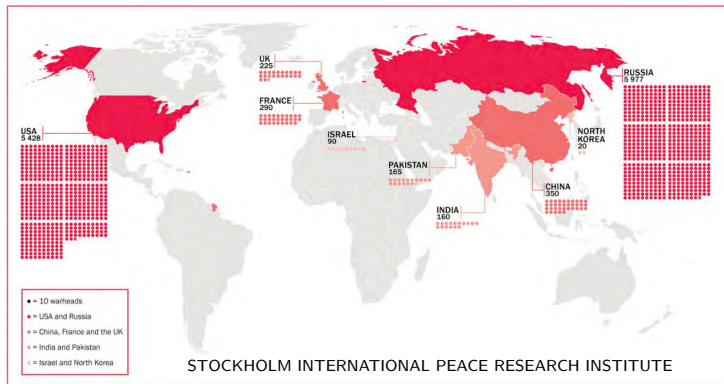 UK
225
FRANCE
290
USA
5 428
ISRAEL
90
PAKISTAN
165
INDIA
160
CHINA
350
NORTH
KOREA
20
RUSSIA
5 977
= 10 warheads
= USA and Russia
= China, France and the UK
= India and Pakistan
= Israel and North Korea
STOCKHOLM INTERNATIONAL PEACE RESEARCH INSTITUTE